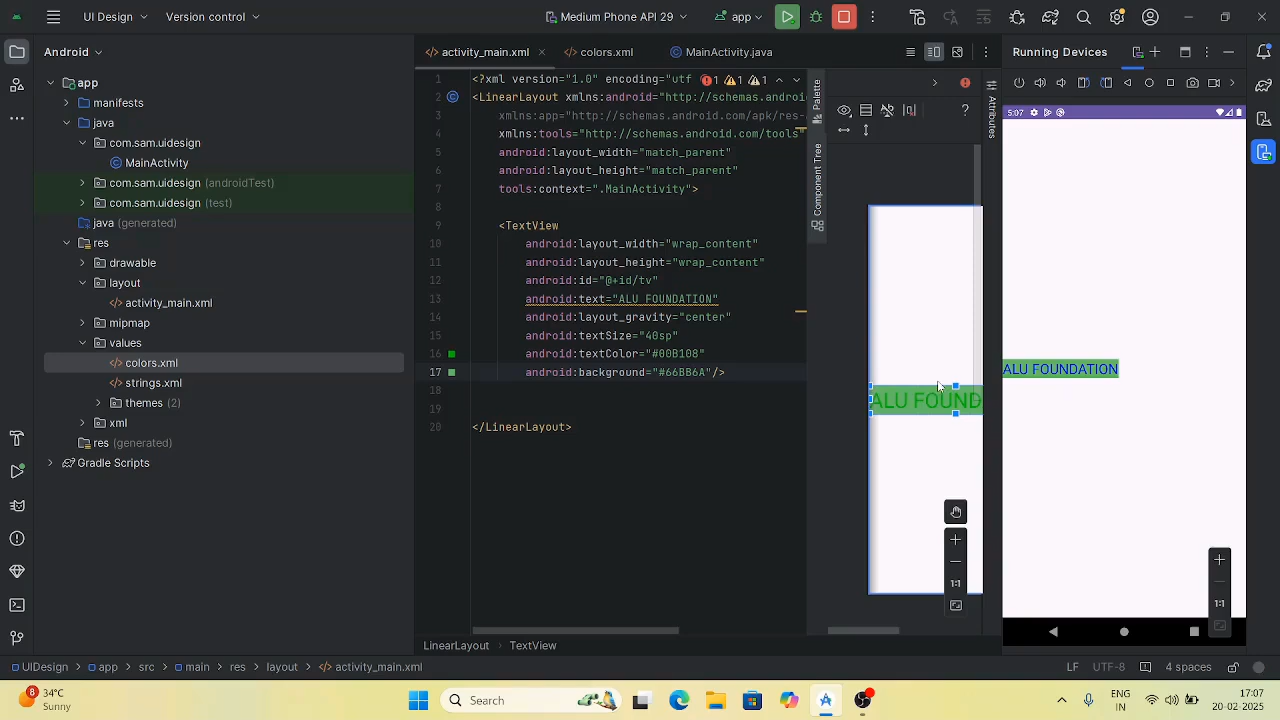 UI Design
Version control
Medium Phone API 29
app
Android
app
manifests
java
com.sam.uidesign
MainActivity
com.sam.uidesign (androidTest)
com.sam.uidesign (test)
java (generated)
res
drawable
layout
activity_main.xml
mipmap
values
colors.xml
strings.xml
themes (2)
xml
res (generated)
Gradle Scripts
activity_main.xml
colors.xml
MainActivity.java
1 <?xml version="1.0" encoding="utf 1 1 1
2 <LinearLayout xmlns:android="http://schemas.androi
3 xmlns:app="http://schemas.android.com/apk/res-
4 xmlns:tools="http://schemas.android.com/tools"
5 android:layout_width="match_parent"
6 android:layout_height="match_parent"
7 tools:context=".MainActivity">
8
9 <TextView
10 android:layout_width="wrap_content"
11 android:layout_height="wrap_content"
12 android:id="@+id/tv"
13 android:text="ALU FOUNDATION"
14 android:layout_gravity="center"
15 android:textSize="40sp"
16 android:textColor="#00B108"
17 android:background="#66BB6A"/>
18
19
20 </LinearLayout>
LinearLayout
TextView
Palette
Component Tree
ALU FOUND
1:1
Attributes
Running Devices
5:07
ALU FOUNDATION
1:1
UIDesign > app > src > main > res > layout > activity_main.xml
LF UTF-8 4 spaces
8
34°C
Sunny
Search
ENG
IN
17:07
20-02-2025